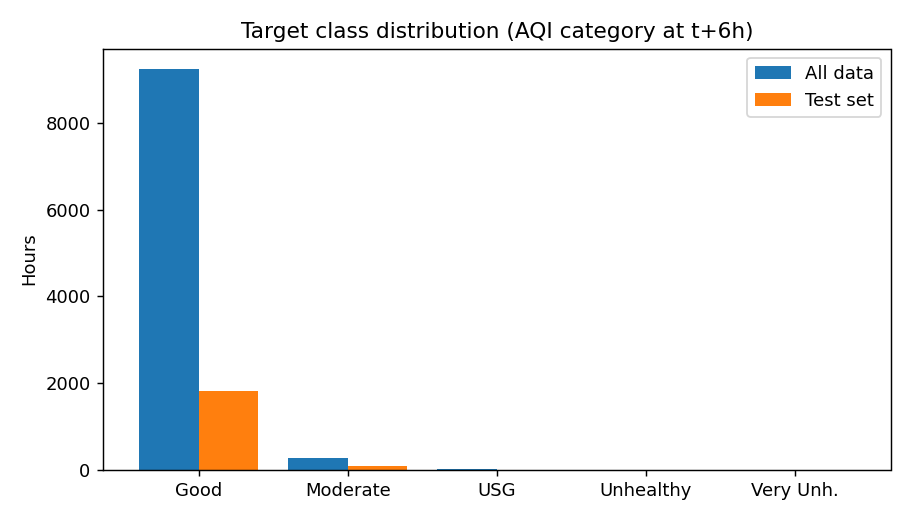 Target class distribution (AQI category at t+6h)
All data
Test set
8000
6000
4000
2000
0
Hours
Good
Moderate
USG
Unhealthy
Very Unh.